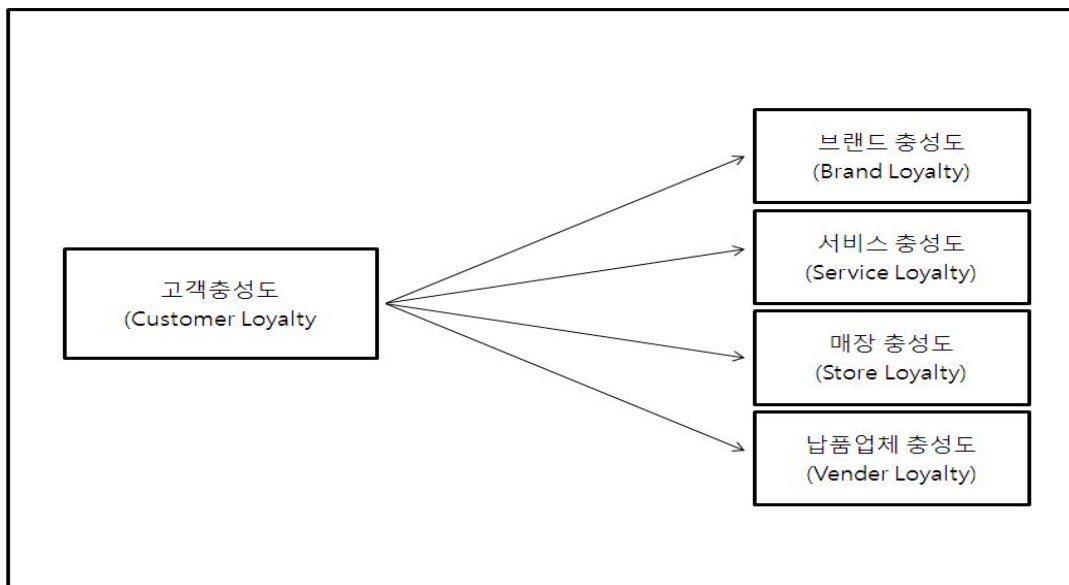 고객충성도
(Customer Loyalty
브랜드 충성도
(Brand Loyalty)
서비스 충성도
(Service Loyalty)
매장 충성도
(Store Loyalty)
납품업체 충성도
(Vender Loyalty)